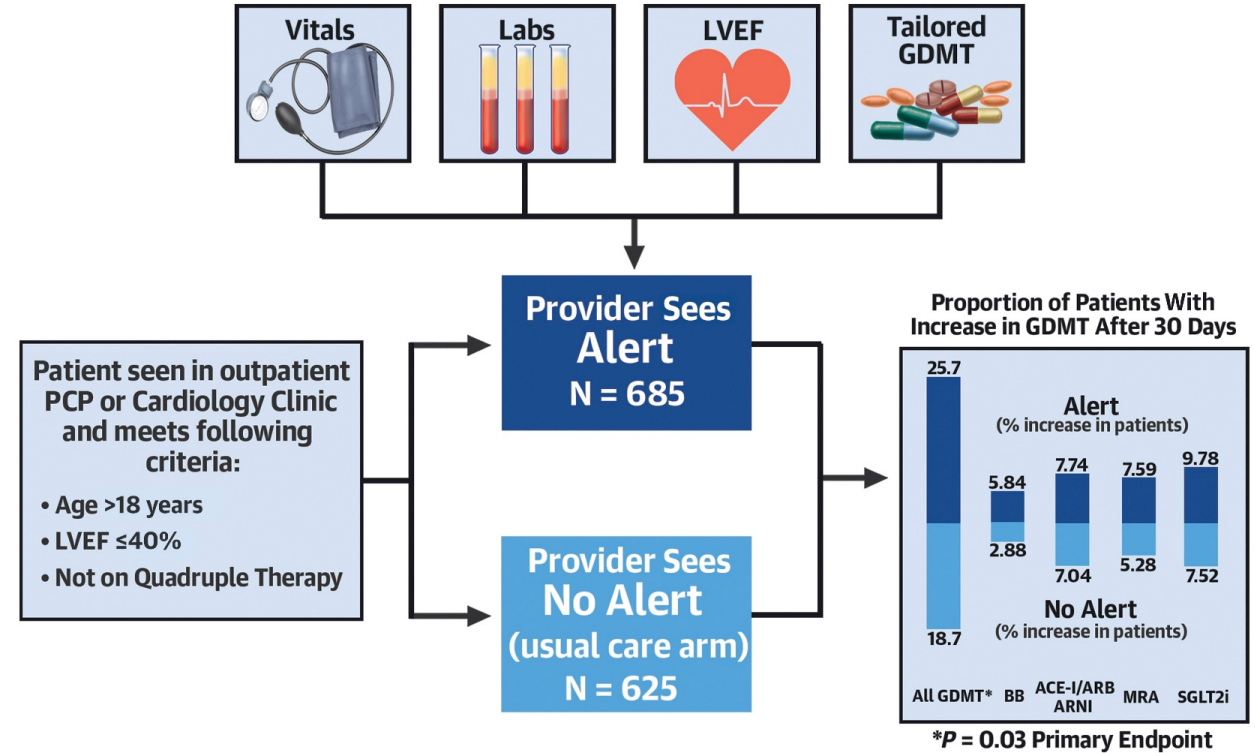 Vitals
Labs
LVEF
Tailored
GDMT
Provider Sees
Alert
N = 685
Patient seen in outpatient
PCP or Cardiology Clinic
and meets following
criteria:
• Age >18 years
• LVEF ≤40%
• Not on Quadruple Therapy
Provider Sees
No Alert
(usual care arm)
N = 625
Proportion of Patients With
Increase in GDMT After 30 Days
25.7
Alert
(% increase in patients)
5.84
7.74
7.59
9.78
2.88
7.04
5.28
7.52
18.7
No Alert
(% increase in patients)
All GDMT*
BB
ACE-I/ARB
ARNI
MRA
SGLT2i
*P = 0.03 Primary Endpoint